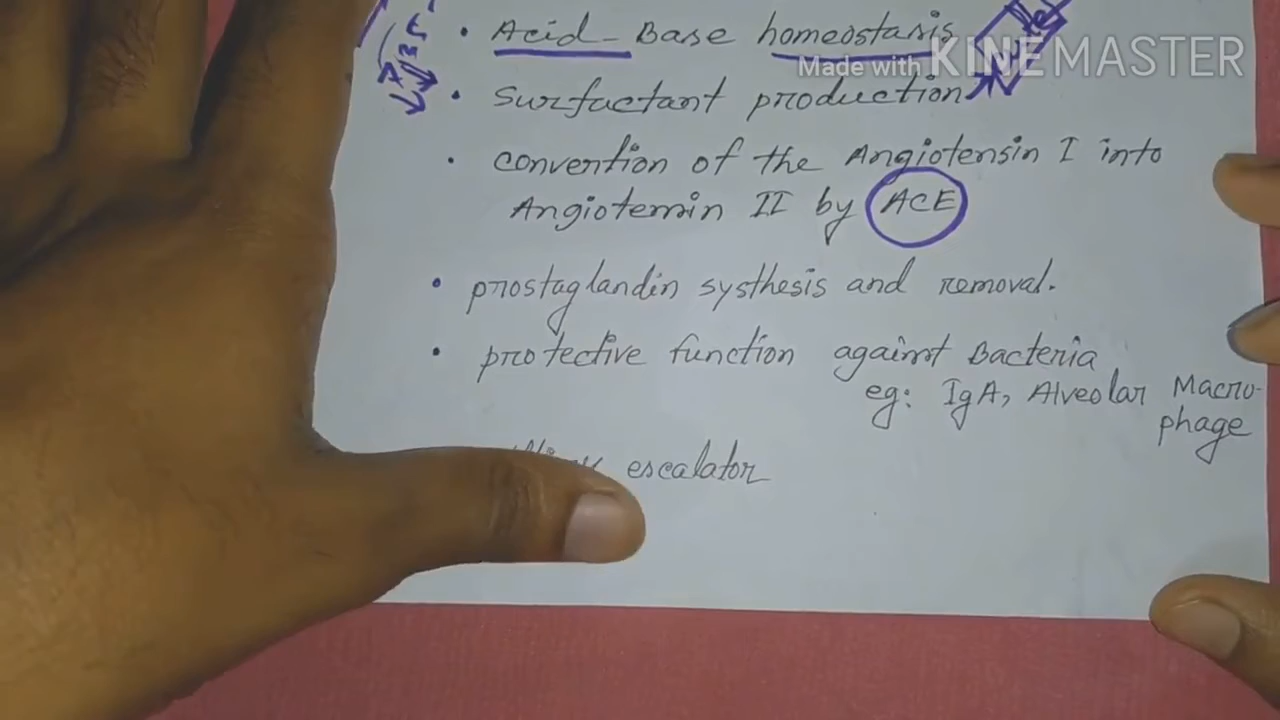 • Acid - Base homeostasis
Made with KINEMASTER
• Surfactant production
• convention of the Angiotensin I into
Angiotensin II by ACE
• prostaglandin systhesis and removal.
• protective function against Bacteria
eg: IgA, Alveolar Macro-
phage
escalator